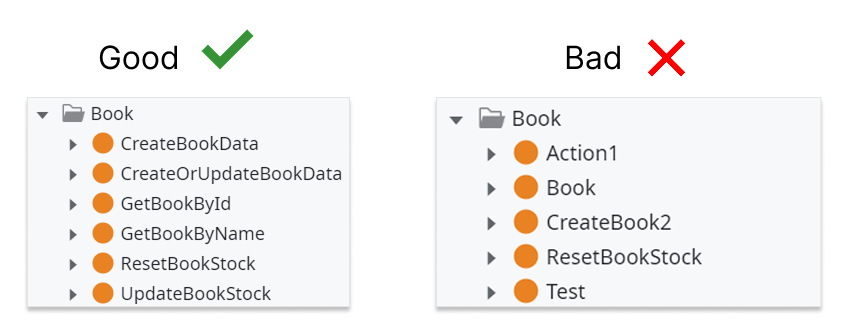 Good
Book
CreateBookData
CreateOrUpdateBookData
GetBookById
GetBookByName
ResetBookStock
UpdateBookStock
Bad
Book
Action1
Book
CreateBook2
ResetBookStock
Test